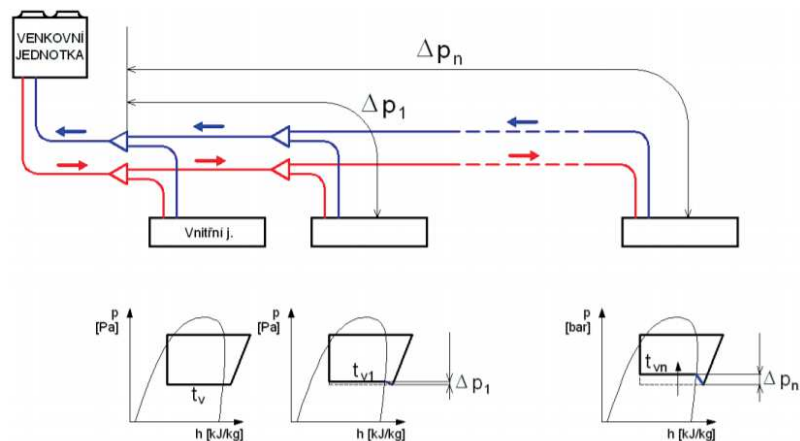 VENKOVNÍ
JEDNOTKA
Δpn
Δp1
Vnitřní j.
p
[Pa]
tv
h [kJ/kg]
p
[Pa]
tv1
Δp1
h [kJ/kg]
p
[bar]
tvn
Δpn
h [kJ/kg]